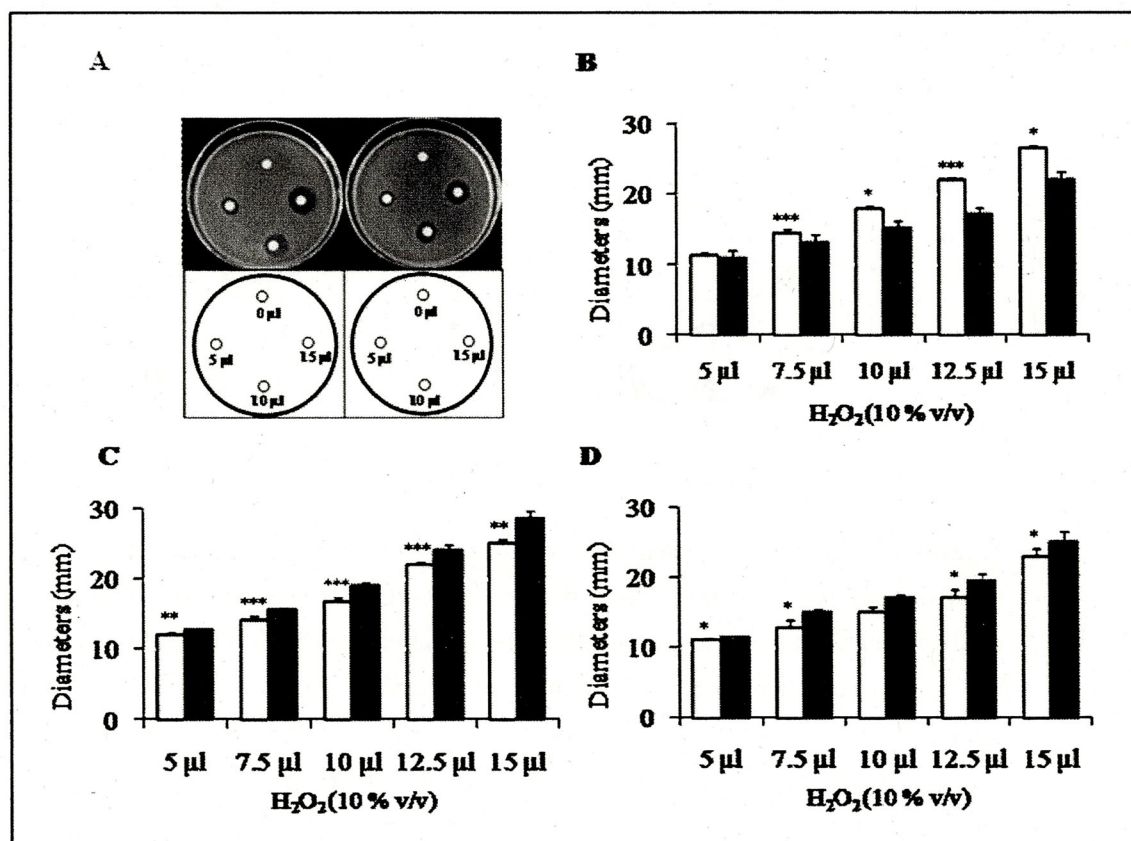 A
0 µl
5 µl
15 µl
10 µl
0 µl
5 µl
15 µl
10 µl
B
Diameters (mm)
30
20
10
0
*** * *** *
5 µl 7.5 µl 10 µl 12.5 µl 15 µl
H₂O₂(10 % v/v)
C
Diameters (mm)
30
20
10
0
** *** *** *** **
5 µl 7.5 µl 10 µl 12.5 µl 15 µl
H₂O₂(10 % v/v)
D
Diameters (mm)
30
20
10
0
* * * *
5 µl 7.5 µl 10 µl 12.5 µl 15 µl
H₂O₂(10 % v/v)